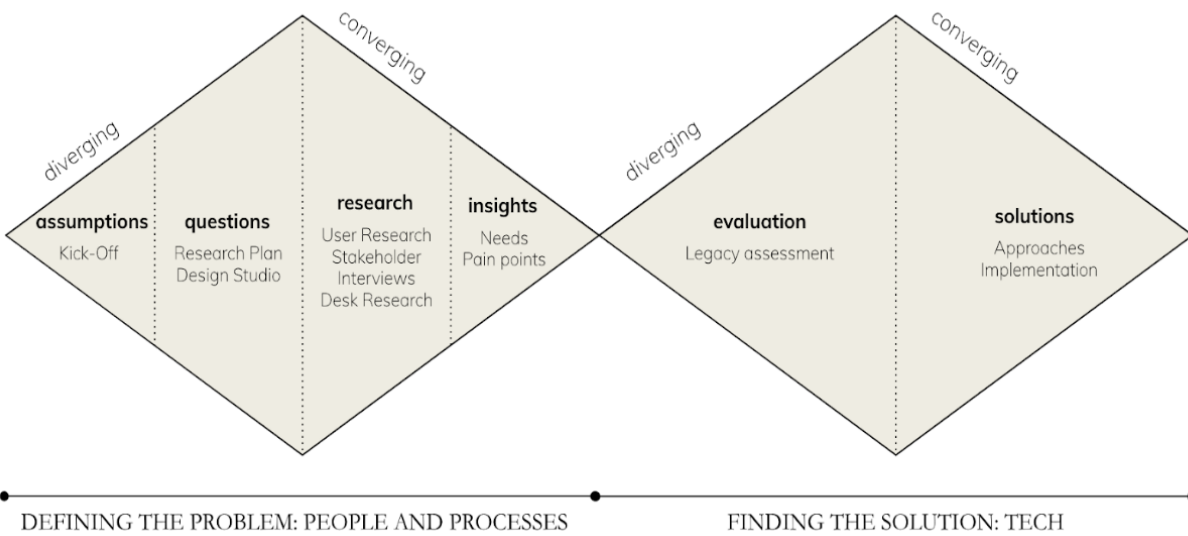 diverging
converging
assumptions
Kick-Off
questions
Research Plan
Design Studio
research
User Research
Stakeholder
Interviews
Desk Research
insights
Needs
Pain points
diverging
converging
evaluation
Legacy assessment
solutions
Approaches
Implementation
DEFINING THE PROBLEM: PEOPLE AND PROCESSES
FINDING THE SOLUTION: TECH